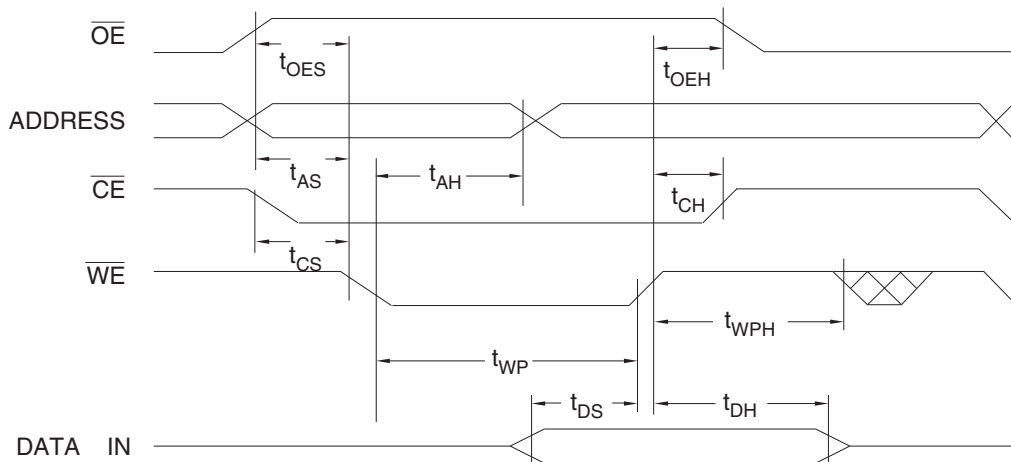 OE
tOES
tOEH
ADDRESS
tAS
tAH
CE
tCH
tCS
WE
tWPH
tWP
tDS
tDH
DATA IN